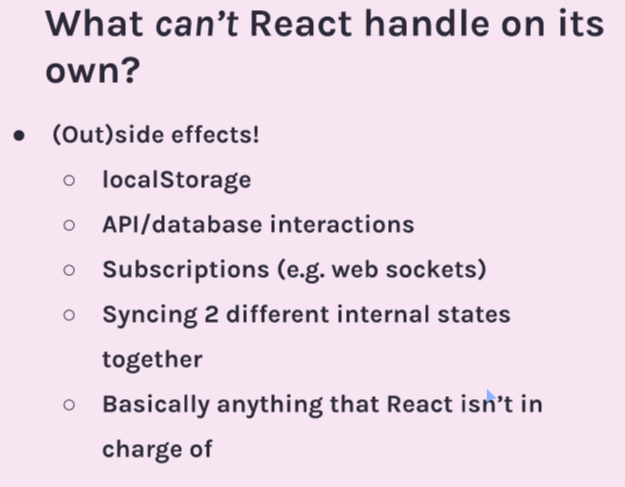 What can’t React handle on its
own?
● (Out)side effects!
○ localStorage
○ API/database interactions
○ Subscriptions (e.g. web sockets)
○ Syncing 2 different internal states
together
○ Basically anything that React isn’t in
charge of